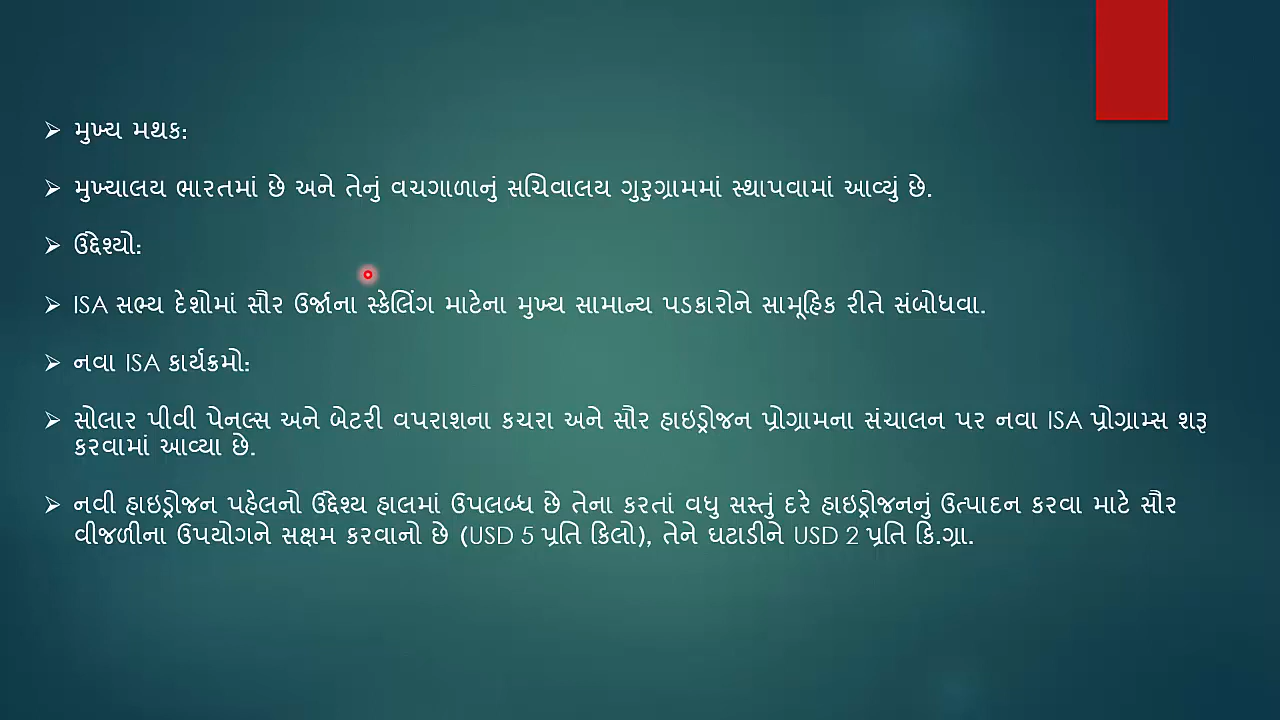 ➢ મુખ્ય મથક:
➢ મુખ્યાલય ભારતમાં છે અને તેનું વચગાળાનું સચિવાલય ગુરુગ્રામમાં સ્થાપવામાં આવ્યું છે.
➢ ઉદ્દેશ્યો:
➢ ISA સભ્ય દેશોમાં સૌર ઉર્જાના સ્કેલિંગ માટેના મુખ્ય સામાન્ય પડકારોને સામૂહિક રીતે સંબોધવા.
➢ નવા ISA કાર્યક્રમો:
➢ સોલાર પીવી પેનલ્સ અને બેટરી વપરાશના કચરા અને સૌર હાઇડ્રોજન પ્રોગ્રામના સંચાલન પર નવા ISA પ્રોગ્રામ્સ શરૂ
કરવામાં આવ્યા છે.
➢ નવી હાઇડ્રોજન પહેલનો ઉદ્દેશ્ય હાલમાં ઉપલબ્ધ છે તેના કરતાં વધુ સસ્તું દરે હાઇડ્રોજનનું ઉત્પાદન કરવા માટે સૌર
વીજળીના ઉપયોગને સક્ષમ કરવાનો છે (USD 5 પ્રતિ કિલો), તેને ઘટાડીને USD 2 પ્રતિ કિ.ગ્રા.